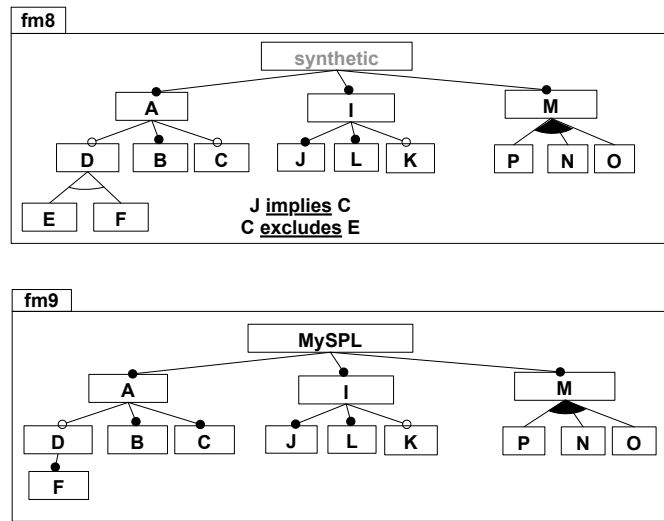 fm8
synthetic
A I M
D B C J L K P N O
E F
J implies C
C excludes E
fm9
MySPL
A I M
D B C J L K P N O
F